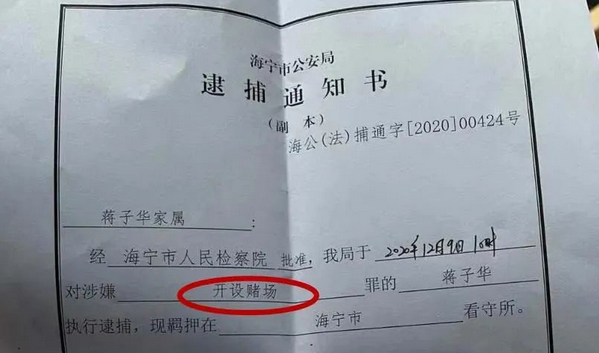 海宁市公安局
逮捕通知书
(副本)
海公(法)捕通字[2020]00424号
蒋子华家属:
经海宁市人民检察院批准,我局于2020年12月9日10时
对涉嫌开设赌场罪的蒋子华
执行逮捕,现羁押在海宁市看守所。